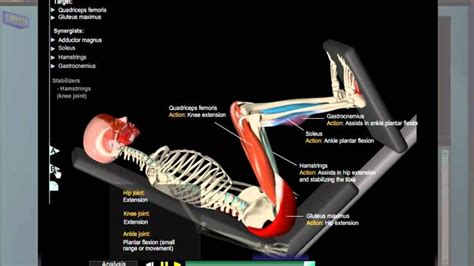 Target:
- Quadriceps femoris
- Gluteus maximus
Synergists:
- Adductor magnus
- Soleus
- Hamstrings
- Gastrocnemius
Stabilizers
- Hamstrings
(knee joint)
Quadriceps femoris
Action: Knee extension
Gastrocnemius
Action: Assists in ankle plantar flexion
Soleus
Action: Ankle plantar flexion
Hamstrings
Action: Assists in hip extension
and stabilizing the tibia
Gluteus maximus
Action: Hip extension
Hip joint:
Extension
Knee joint:
Extension
Ankle joint:
Plantar flexion (small
range or movement)
Analysis